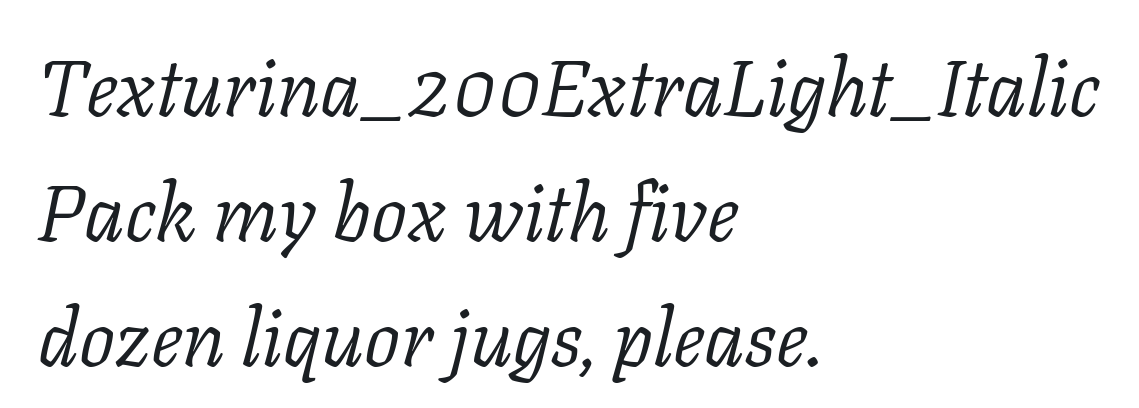 Texturina_200ExtraLight_Italic
Pack my box with five
dozen liquor jugs, please.